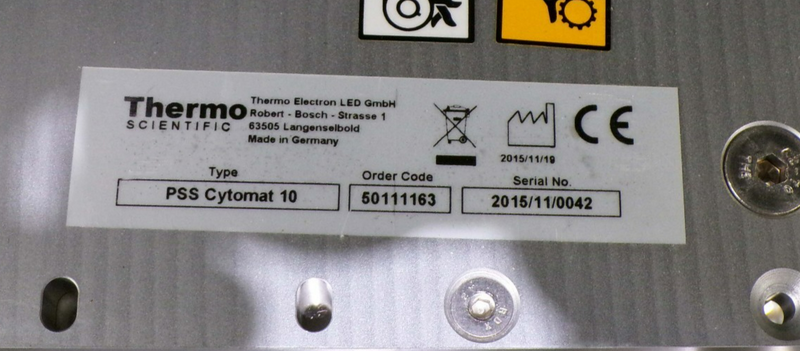 Thermo
SCIENTIFIC
Thermo Electron LED GmbH
Robert - Bosch - Strasse 1
63505 Langenselbold
Made in Germany
2015/11/19
CE
Type
PSS Cytomat 10
Order Code
50111163
Serial No.
2015/11/0042